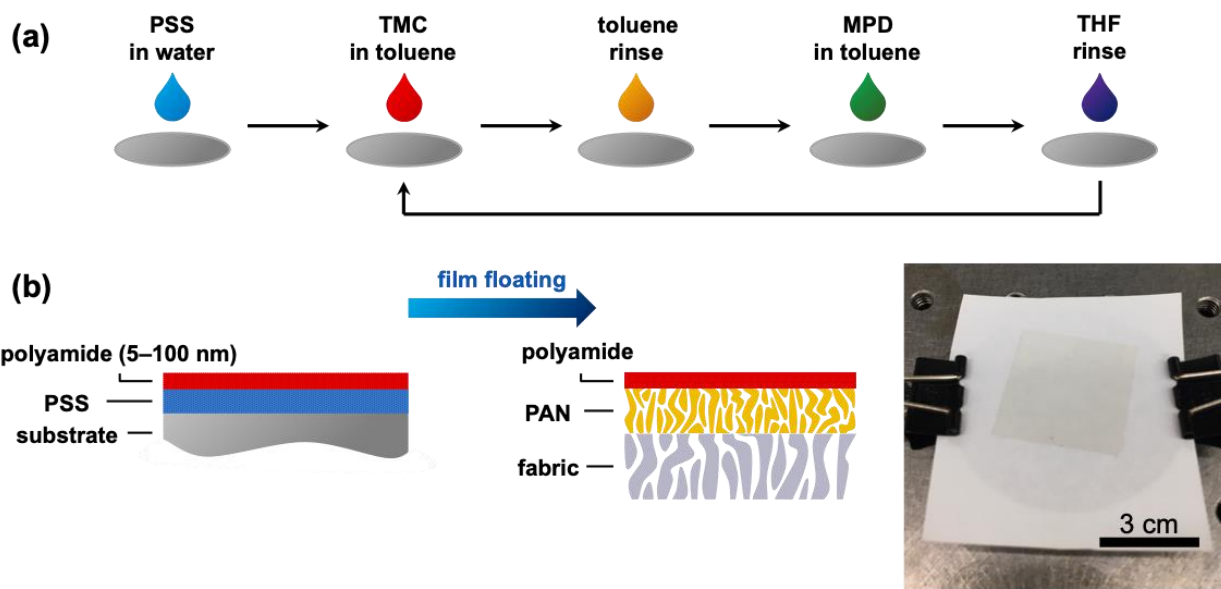 (a)
PSS
in water
TMC
in toluene
toluene
rinse
MPD
in toluene
THF
rinse
(b)
film floating
polyamide (5–100 nm)
PSS
substrate
polyamide
PAN
fabric
3 cm